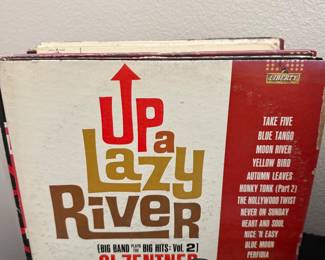 LIBERTY
UP a
LAZY
RIVER
[BIG BAND PLAYS THE BIG HITS: VOL 2]
SI ZENTNER
TAKE FIVE
BLUE TANGO
MOON RIVER
YELLOW BIRD
AUTUMN LEAVES
HONKY TONK (Part 2)
THE HOLLYWOOD TWIST
NEVER ON SUNDAY
HEART AND SOUL
NICE 'N EASY
BLUE MOON
PERFIDIA